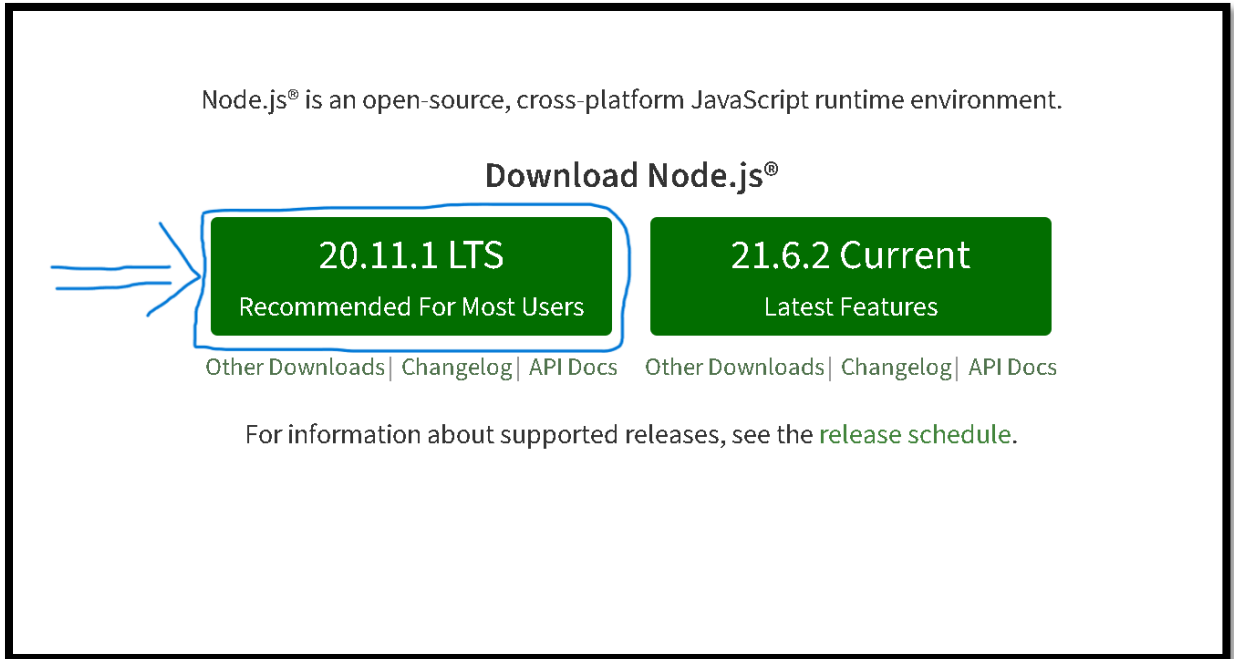 Node.js® is an open-source, cross-platform JavaScript runtime environment.
Download Node.js®
20.11.1 LTS
Recommended For Most Users
21.6.2 Current
Latest Features
Other Downloads| Changelog| API Docs
Other Downloads| Changelog| API Docs
For information about supported releases, see the release schedule.